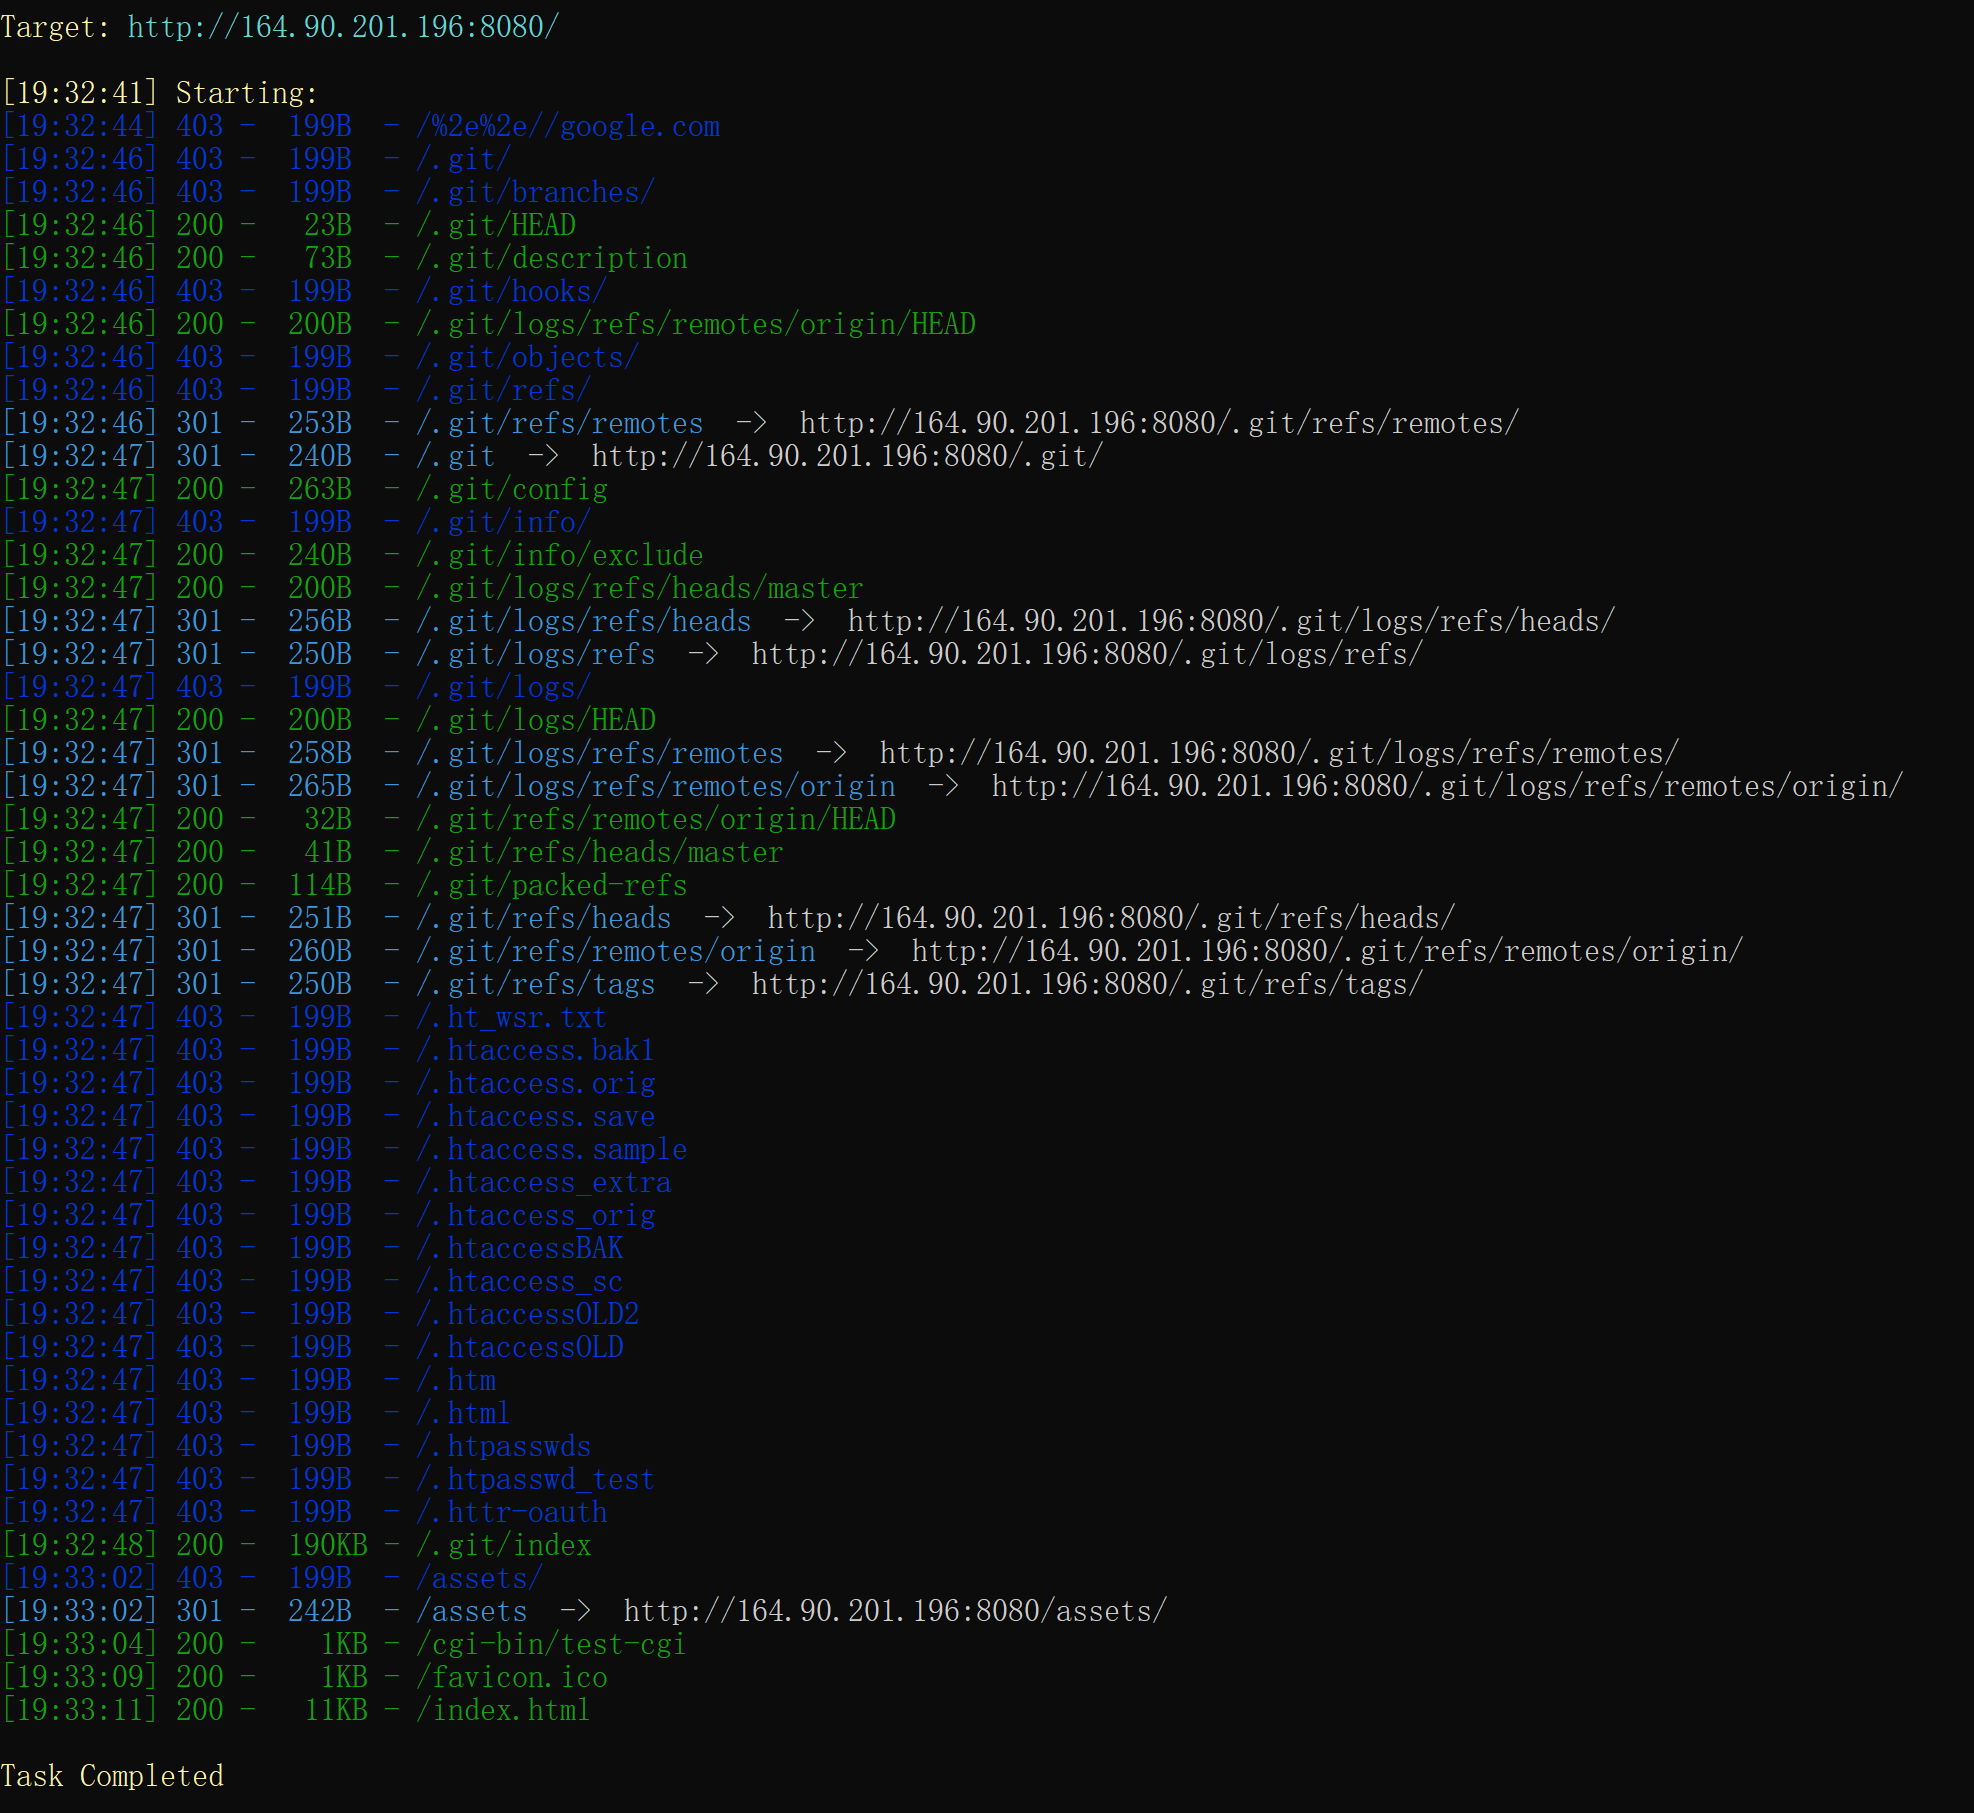 Target: http://164.90.201.196:8080/
[19:32:41] Starting:
[19:32:44] 403 -  199B  - /%2e%2e//google.com
[19:32:46] 403 -  199B  - /.git/
[19:32:46] 403 -  199B  - /.git/branches/
[19:32:46] 200 -   23B  - /.git/HEAD
[19:32:46] 200 -   73B  - /.git/description
[19:32:46] 403 -  199B  - /.git/hooks/
[19:32:46] 200 -  200B  - /.git/logs/refs/remotes/origin/HEAD
[19:32:46] 403 -  199B  - /.git/objects/
[19:32:46] 403 -  199B  - /.git/refs/
[19:32:46] 301 -  253B  - /.git/refs/remotes  ->  http://164.90.201.196:8080/.git/refs/remotes/
[19:32:47] 301 -  240B  - /.git  ->  http://164.90.201.196:8080/.git/
[19:32:47] 200 -  263B  - /.git/config
[19:32:47] 403 -  199B  - /.git/info/
[19:32:47] 200 -  240B  - /.git/info/exclude
[19:32:47] 200 -  200B  - /.git/logs/refs/heads/master
[19:32:47] 301 -  256B  - /.git/logs/refs/heads  ->  http://164.90.201.196:8080/.git/logs/refs/heads/
[19:32:47] 301 -  250B  - /.git/logs/refs  ->  http://164.90.201.196:8080/.git/logs/refs/
[19:32:47] 403 -  199B  - /.git/logs/
[19:32:47] 200 -  200B  - /.git/logs/HEAD
[19:32:47] 301 -  258B  - /.git/logs/refs/remotes  ->  http://164.90.201.196:8080/.git/logs/refs/remotes/
[19:32:47] 301 -  265B  - /.git/logs/refs/remotes/origin  ->  http://164.90.201.196:8080/.git/logs/refs/remotes/origin/
[19:32:47] 200 -   32B  - /.git/refs/remotes/origin/HEAD
[19:32:47] 200 -   41B  - /.git/refs/heads/master
[19:32:47] 200 -  114B  - /.git/packed-refs
[19:32:47] 301 -  251B  - /.git/refs/heads  ->  http://164.90.201.196:8080/.git/refs/heads/
[19:32:47] 301 -  260B  - /.git/refs/remotes/origin  ->  http://164.90.201.196:8080/.git/refs/remotes/origin/
[19:32:47] 301 -  250B  - /.git/refs/tags  ->  http://164.90.201.196:8080/.git/refs/tags/
[19:32:47] 403 -  199B  - /.ht_wsr.txt
[19:32:47] 403 -  199B  - /.htaccess.bak1
[19:32:47] 403 -  199B  - /.htaccess.orig
[19:32:47] 403 -  199B  - /.htaccess.save
[19:32:47] 403 -  199B  - /.htaccess.sample
[19:32:47] 403 -  199B  - /.htaccess_extra
[19:32:47] 403 -  199B  - /.htaccess_orig
[19:32:47] 403 -  199B  - /.htaccessBAK
[19:32:47] 403 -  199B  - /.htaccess_sc
[19:32:47] 403 -  199B  - /.htaccessOLD2
[19:32:47] 403 -  199B  - /.htaccessOLD
[19:32:47] 403 -  199B  - /.htm
[19:32:47] 403 -  199B  - /.html
[19:32:47] 403 -  199B  - /.htpasswds
[19:32:47] 403 -  199B  - /.htpasswd_test
[19:32:47] 403 -  199B  - /.httr-oauth
[19:32:48] 200 -  190KB - /.git/index
[19:33:02] 403 -  199B  - /assets/
[19:33:02] 301 -  242B  - /assets  ->  http://164.90.201.196:8080/assets/
[19:33:04] 200 -    1KB - /cgi-bin/test-cgi
[19:33:09] 200 -    1KB - /favicon.ico
[19:33:11] 200 -   11KB - /index.html
Task Completed